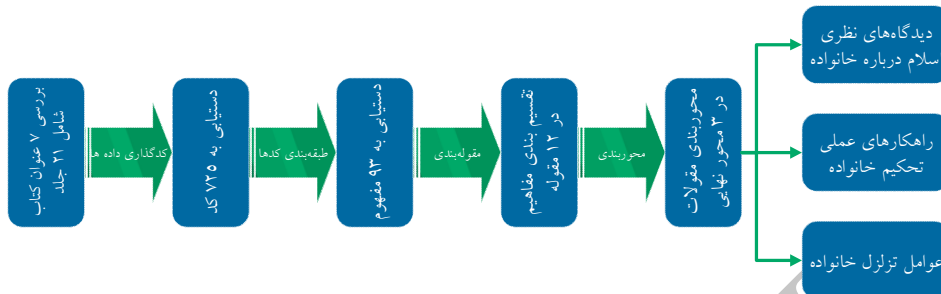 بررسی ۷ عنوان کتاب
شامل ۲۱ جلد
کدگذاری داده ها
دستیابی به ۷۲۵ کد
طبقه‌بندی کدها
دستیابی به ۹۳ مفهوم
مقوله‌بندی
تقسیم بندی مفاهیم
در ۱۲ مقوله
محوربندی
محوربندی مقولات
در ۳ محور نهایی
دیدگاه‌های نظری
سلام درباره خانواده
راهکارهای عملی
تحکیم خانواده
عوامل تزلزل خانواده